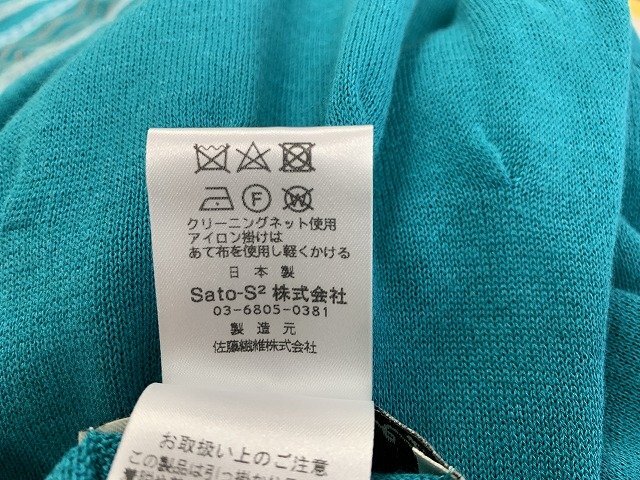 F W
クリーニングネット使用
アイロン掛けは
あて布を使用し軽くかける
日本製
Sato-S² 株式会社
03-6805-0381
製造元
佐藤繊維株式会社
お取扱い上のご注意
この製品は引っ掛かり